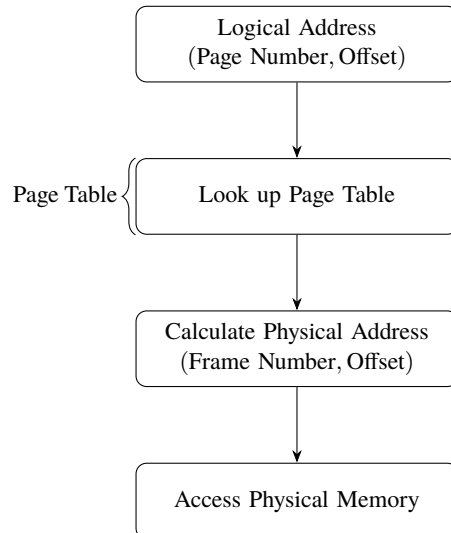 Logical Address
(Page Number, Offset)
Page Table
Look up Page Table
Calculate Physical Address
(Frame Number, Offset)
Access Physical Memory